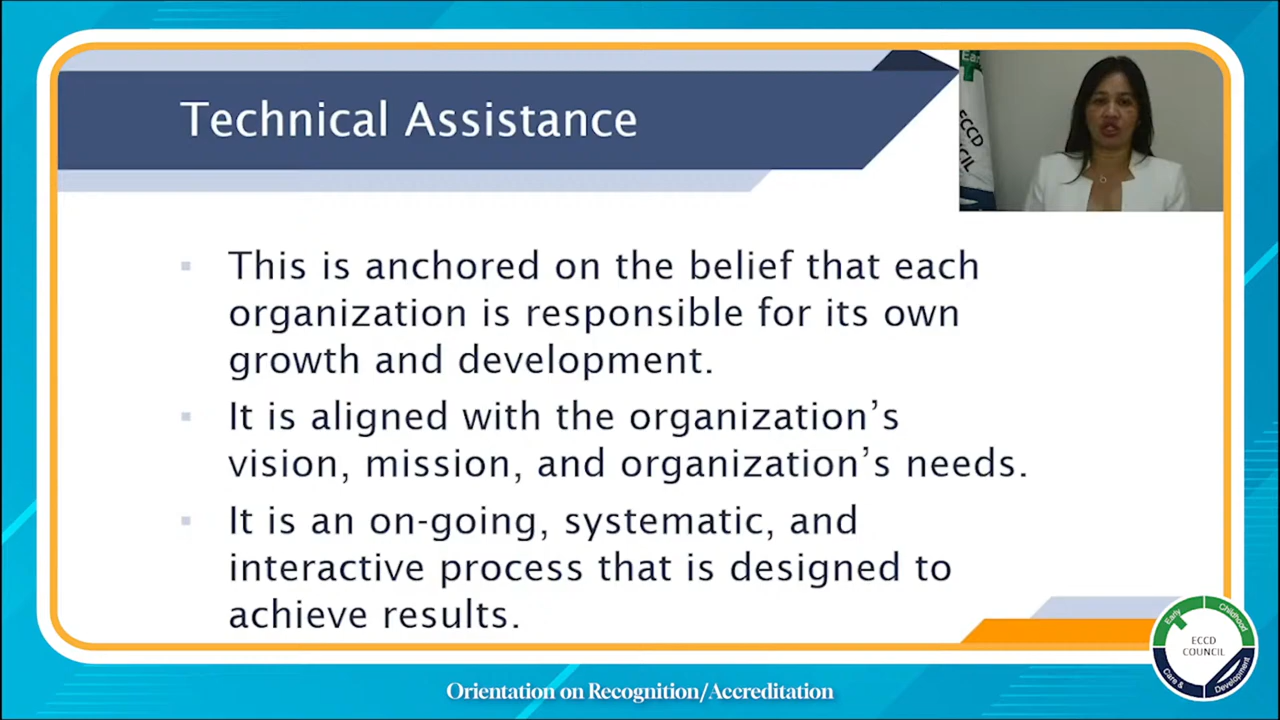 Technical Assistance
This is anchored on the belief that each
organization is responsible for its own
growth and development.
It is aligned with the organization’s
vision, mission, and organization’s needs.
It is an on-going, systematic, and
interactive process that is designed to
achieve results.
ECCD
CIL
Early
Childhood
ECCD
COUNCIL
Care &
Development
Orientation on Recognition/Accreditation